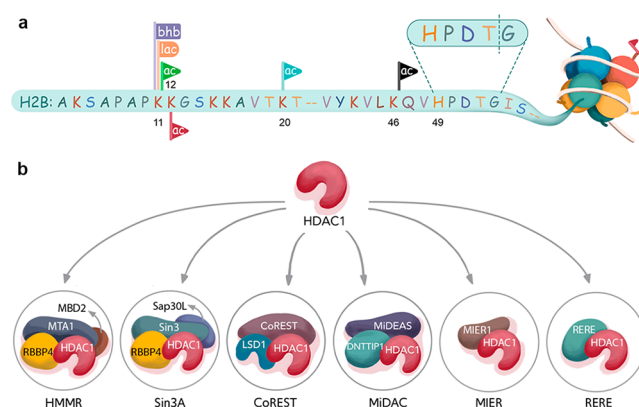 a
HPDTG
bhb
lac
ac
12
ac
ac
H2B: AKSAPAPKKGSKKAVTKT--VYKVLKQVHPDTGIS
11
ac
20
46
49
b
HDAC1
MBD2
MTA1
RBBP4
HDAC1
HMMR
Sap30L
Sin3
RBBP4
HDAC1
Sin3A
CoREST
LSD1
HDAC1
CoREST
MiDEAS
DNTTIP1
HDAC1
MiDAC
MIER1
HDAC1
MIER
RERE
HDAC1
RERE